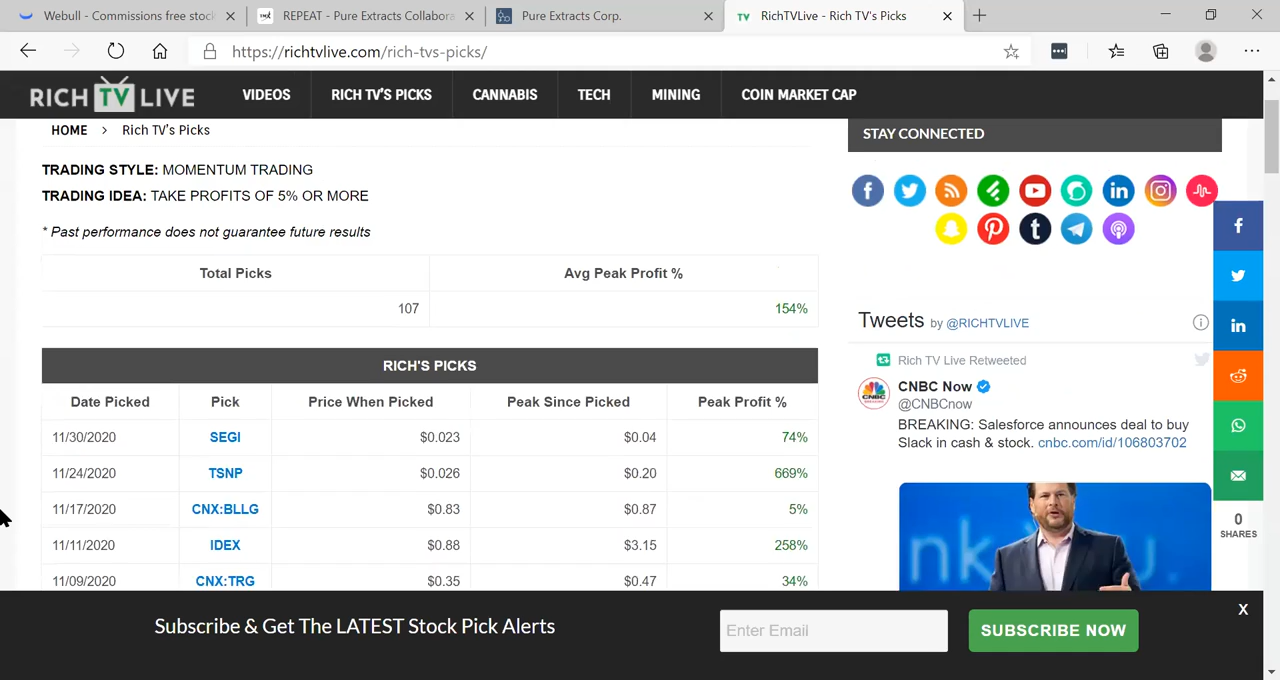 Webull - Commissions free stock
REPEAT - Pure Extracts Collabora
Pure Extracts Corp.
RichTVLive - Rich TV's Picks
https://richtvlive.com/rich-tvs-picks/
RICH TV LIVE
VIDEOS
RICH TV'S PICKS
CANNABIS
TECH
MINING
COIN MARKET CAP
HOME > Rich TV's Picks
TRADING STYLE: MOMENTUM TRADING
TRADING IDEA: TAKE PROFITS OF 5% OR MORE
* Past performance does not guarantee future results
Total Picks Avg Peak Profit %
107 154%
RICH'S PICKS
Date Picked Pick Price When Picked Peak Since Picked Peak Profit %
11/30/2020 SEGI $0.023 $0.04 74%
11/24/2020 TSNP $0.026 $0.20 669%
11/17/2020 CNX:BLLG $0.83 $0.87 5%
11/11/2020 IDEX $0.88 $3.15 258%
11/09/2020 CNX:TRG $0.35 $0.47 34%
STAY CONNECTED
Tweets by @RICHTVLIVE
Rich TV Live Retweeted
CNBC Now
@CNBCnow
BREAKING: Salesforce announces deal to buy
Slack in cash & stock. cnbc.com/id/106803702
0
SHARES
Subscribe & Get The LATEST Stock Pick Alerts
Enter Email
SUBSCRIBE NOW
X